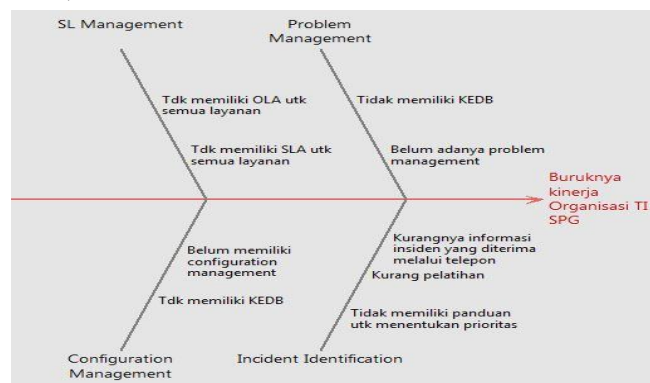 SL Management
Problem
Management
Tdk memiliki OLA utk
semua layanan
Tidak memiliki KEDB
Tdk memiliki SLA utk
semua layanan
Belum adanya problem
management
Buruknya
kinerja
Organisasi TI
SPG
Kurangnya informasi
insiden yang diterima
melalui telepon
Belum memiliki
configuration
management
Kurang pelatihan
Tdk memiliki KEDB
Tidak memiliki panduan
utk menentukan prioritas
Configuration
Management
Incident Identification